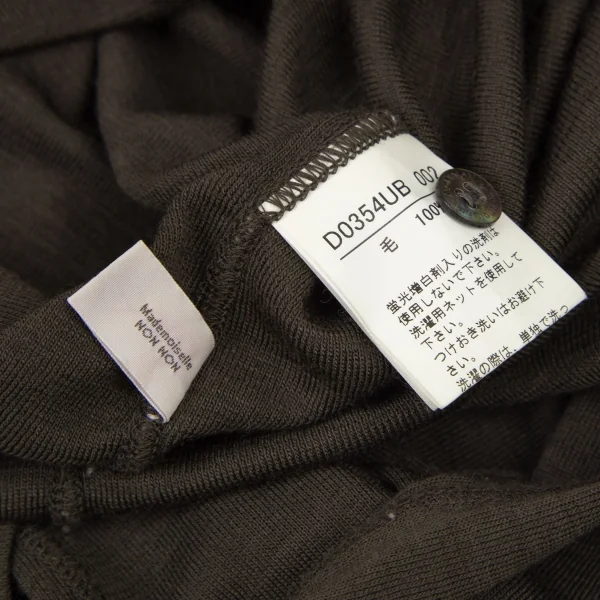 Mademoiselle
NON NON
D0354UB 002
毛 100
蛍光増白剤入りの洗剤は
使用しないで下さい。
洗濯用ネットを使用して
下さい。
つけおき洗いはお避け下
さい。
洗濯の際は、単独で洗っ